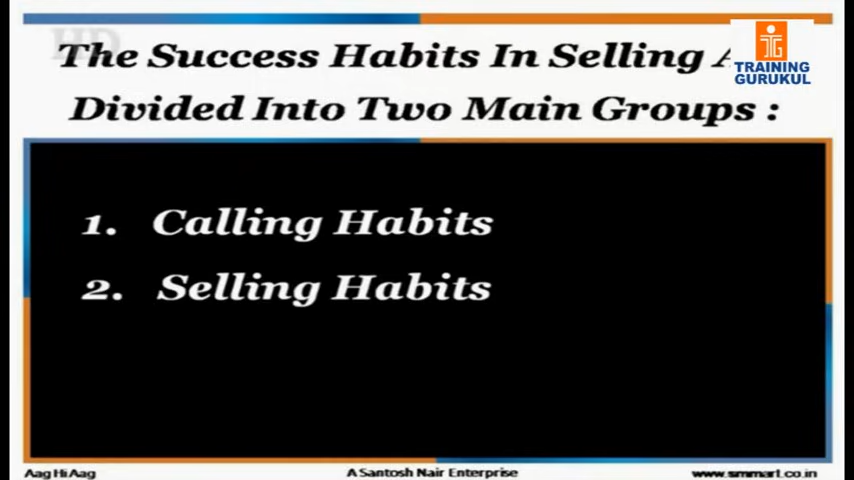 HD
The Success Habits In Selling A
Divided Into Two Main Groups :
TRAINING
GURUKUL
1. Calling Habits
2. Selling Habits
Aag Hi Aag
A Santosh Nair Enterprise
www.smmart.co.in